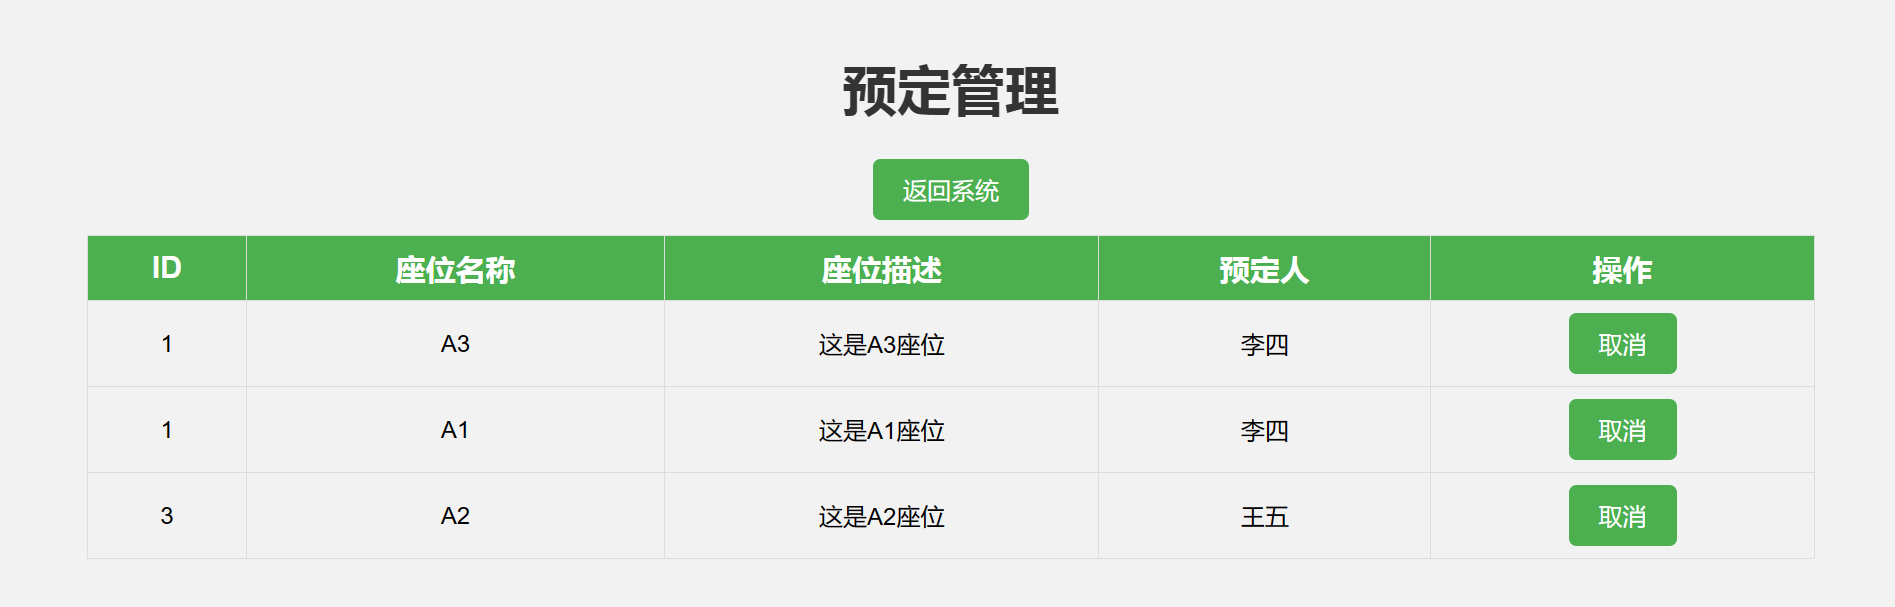 预定管理
返回系统
ID 座位名称 座位描述 预定人 操作
1 A3 这是A3座位 李四 取消
1 A1 这是A1座位 李四 取消
3 A2 这是A2座位 王五 取消